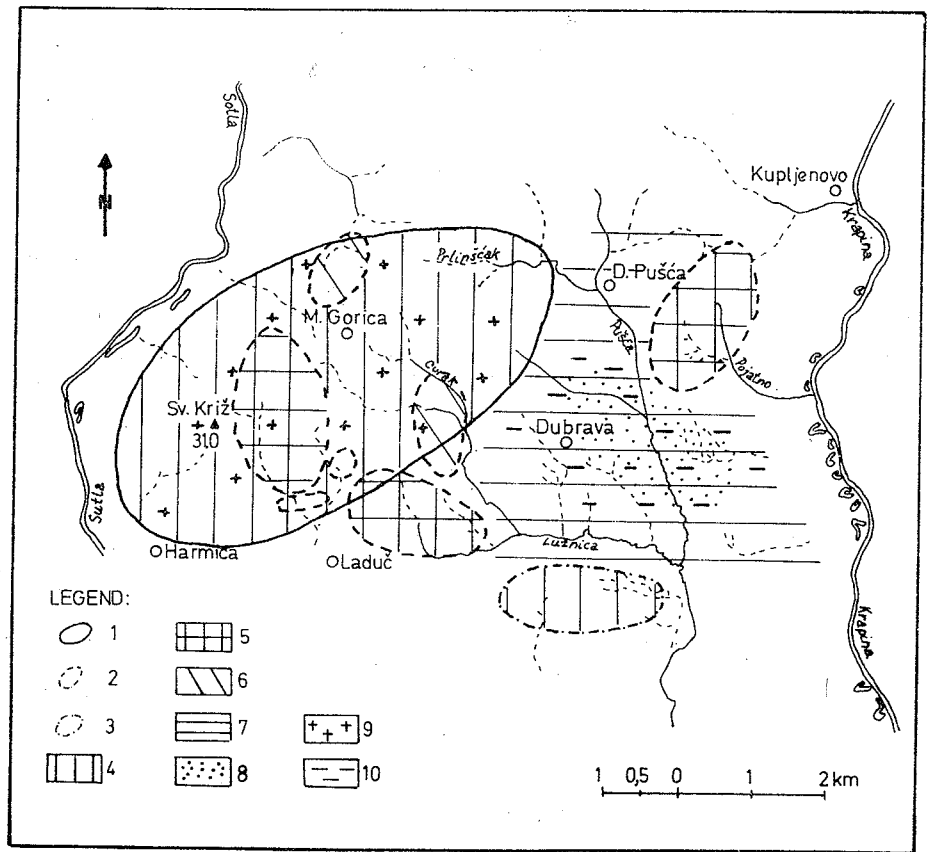 Sotla
N
Kupljenovo
Krapina
Prlinšćak
D.-Pušća
M. Gorica
Pušća
Pojatno
Curak
Sv. Križ
310
Dubrava
Sutla
Harmica
Laduč
Lužnica
Krapina
LEGEND:
1 5
2 6
3 7 9
4 8 10
1 0,5 0 1 2 km